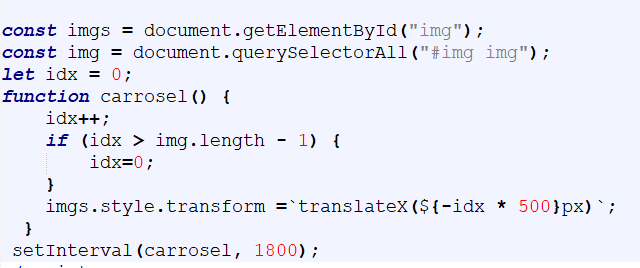 const imgs = document.getElementById("img");
const img = document.querySelectorAll("#img img");
let idx = 0;
function carrosel() {
    idx++;
    if (idx > img.length - 1) {
        idx=0;
    }
    imgs.style.transform =`translateX(${-idx * 500}px)`;
  }
 setInterval(carrosel, 1800);